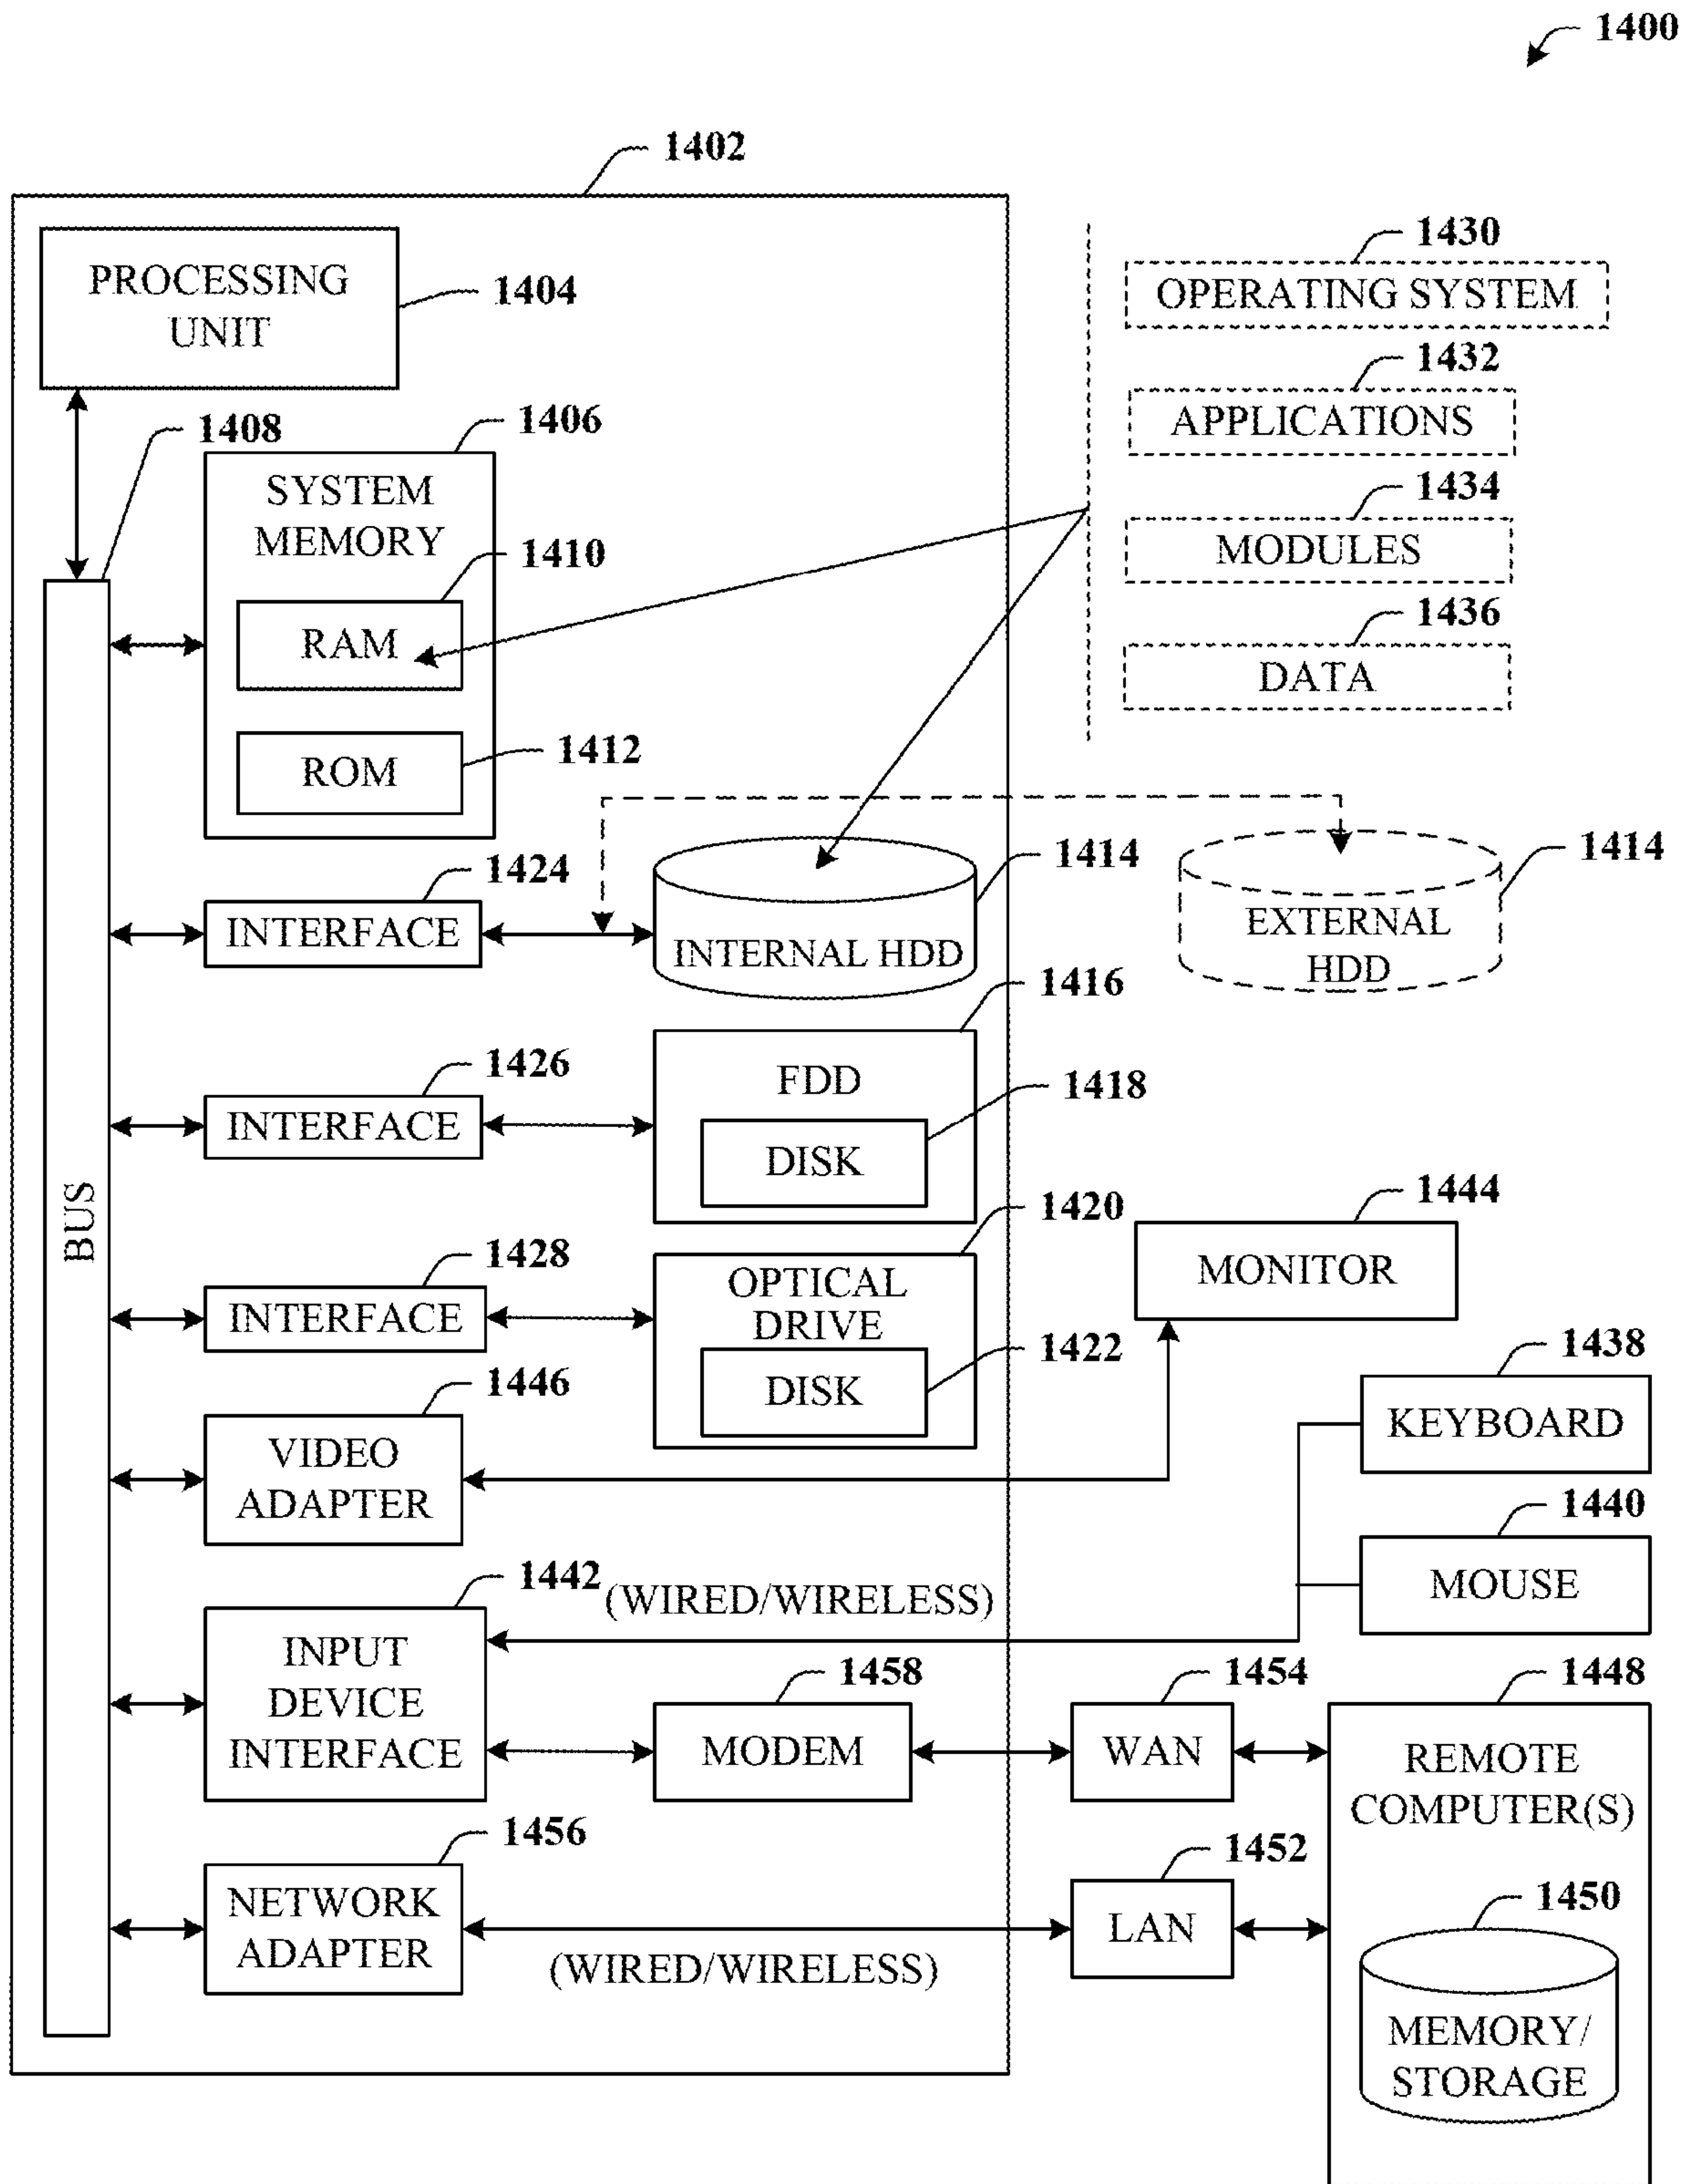 1400
1402
PROCESSING
UNIT
1404
1430
OPERATING SYSTEM
1432
APPLICATIONS
1434
MODULES
1436
DATA
1408
1406
SYSTEM
MEMORY
1410
RAM
1412
ROM
1424
INTERFACE
1414
INTERNAL HDD
1414
EXTERNAL
HDD
1416
1426
INTERFACE
FDD
1418
DISK
BUS
1420
1428
INTERFACE
OPTICAL
DRIVE
1422
DISK
1444
MONITOR
1438
KEYBOARD
1446
VIDEO
ADAPTER
1440
MOUSE
1442
(WIRED/WIRELESS)
INPUT
DEVICE
INTERFACE
1458
MODEM
1454
WAN
1448
REMOTE
COMPUTER(S)
1456
NETWORK
ADAPTER
(WIRED/WIRELESS)
1452
LAN
1450
MEMORY/
STORAGE